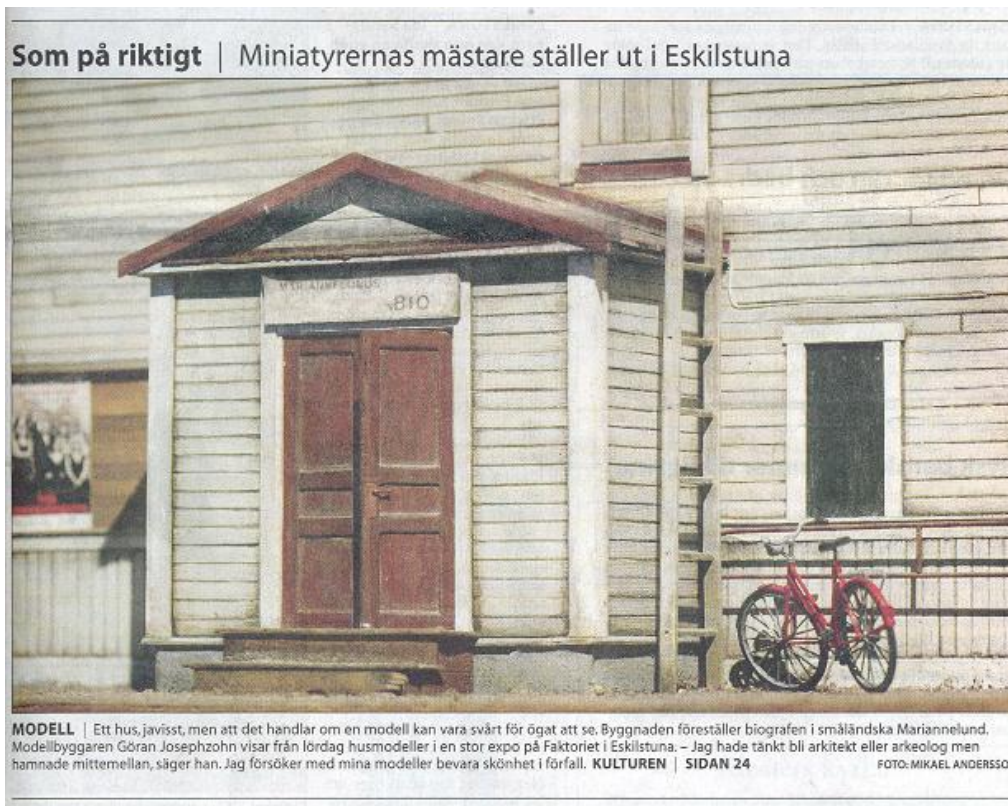 Som på riktigt | Miniatyrernas mästare ställer ut i Eskilstuna
BIO
MODELL | Ett hus, javisst, men att det handlar om en modell kan vara svårt för ögat att se. Byggnaden föreställer biografen i småländska Mariannelund.
Modellbyggaren Göran Josephzohn visar från lördag husmodeller i en stor expo på Faktoriet i Eskilstuna. – Jag hade tänkt bli arkitekt eller arkeolog men
hamnade mittemellan, säger han. Jag försöker med mina modeller bevara skönhet i förfall. KULTUREN | SIDAN 24
FOTO: MIKAEL ANDERSSO